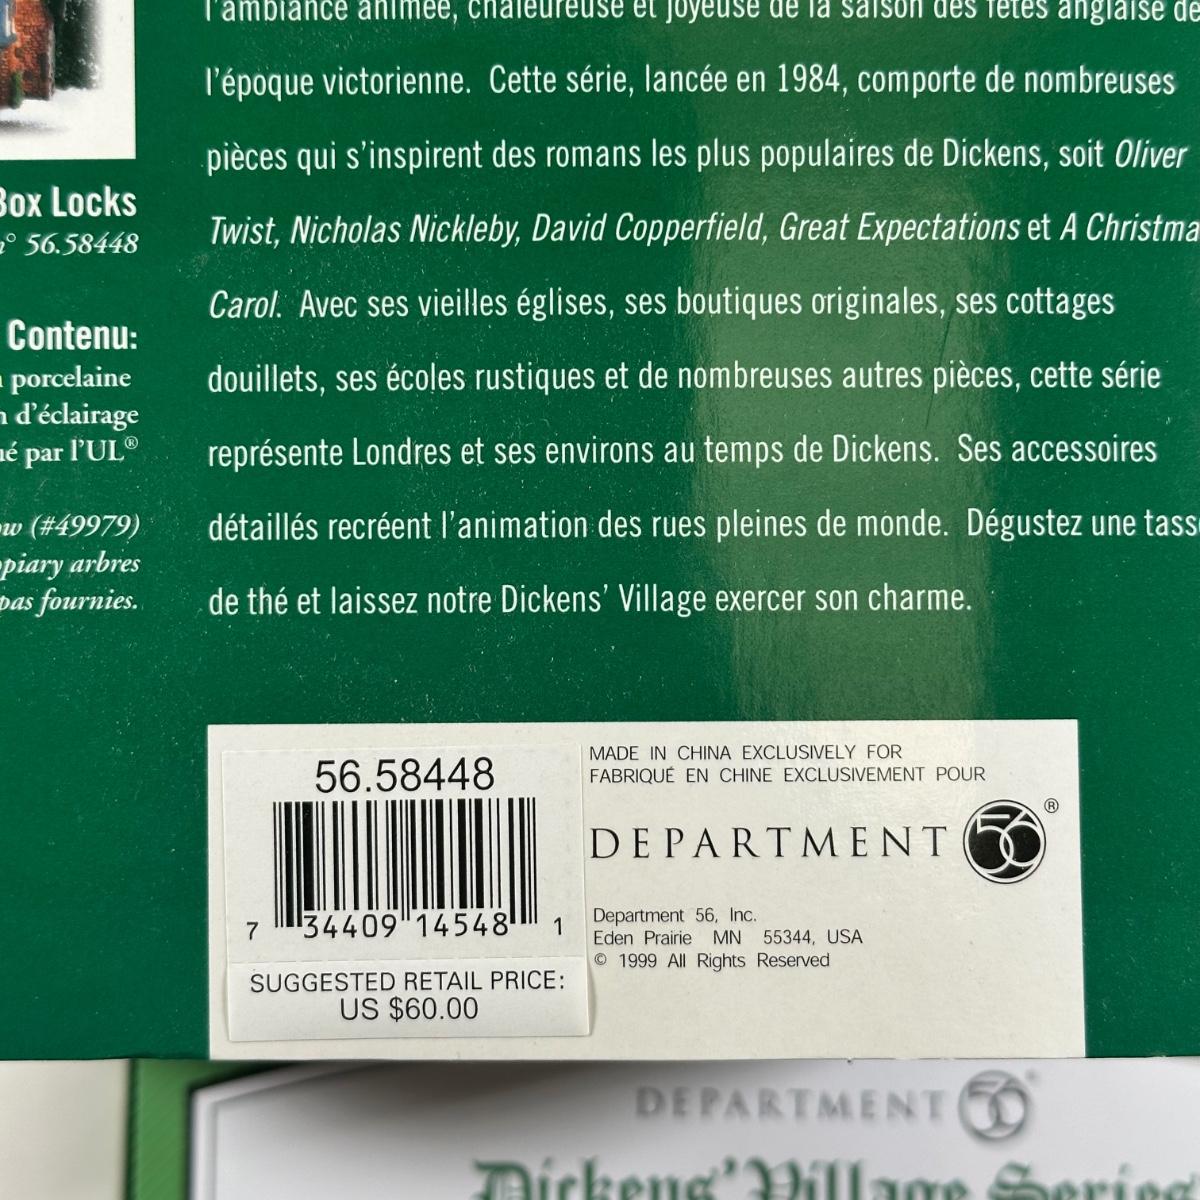 l'ambiance animée, chaleureuse et joyeuse de la saison des fêtes anglaise de
l'époque victorienne. Cette série, lancée en 1984, comporte de nombreuses
pièces qui s'inspirent des romans les plus populaires de Dickens, soit Oliver
Twist, Nicholas Nickleby, David Copperfield, Great Expectations et A Christma
Carol. Avec ses vieilles églises, ses boutiques originales, ses cottages
douillets, ses écoles rustiques et de nombreuses autres pièces, cette série
représente Londres et ses environs au temps de Dickens. Ses accessoires
détaillés recréent l'animation des rues pleines de monde. Dégustez une tass
de thé et laissez notre Dickens' Village exercer son charme.
Box Locks
n° 56.58448
Contenu:
porcelaine
d'éclairage
par l'UL®
(#49979)
arbres
pas fournies.
56.58448
7 34409 14548 1
SUGGESTED RETAIL PRICE:
US $60.00
MADE IN CHINA EXCLUSIVELY FOR
FABRIQUÉ EN CHINE EXCLUSIVEMENT POUR
DEPARTMENT 56®
Department 56, Inc.
Eden Prairie MN 55344, USA
© 1999 All Rights Reserved
DEPARTMENT 56
Dickens' Village Series